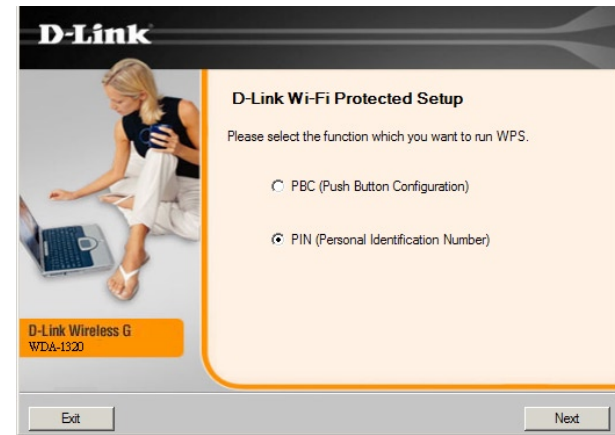 D-Link
D-Link Wi-Fi Protected Setup
Please select the function which you want to run WPS.
PBC (Push Button Configuration)
PIN (Personal Identification Number)
D-Link Wireless G
WDA-1320
Exit
Next